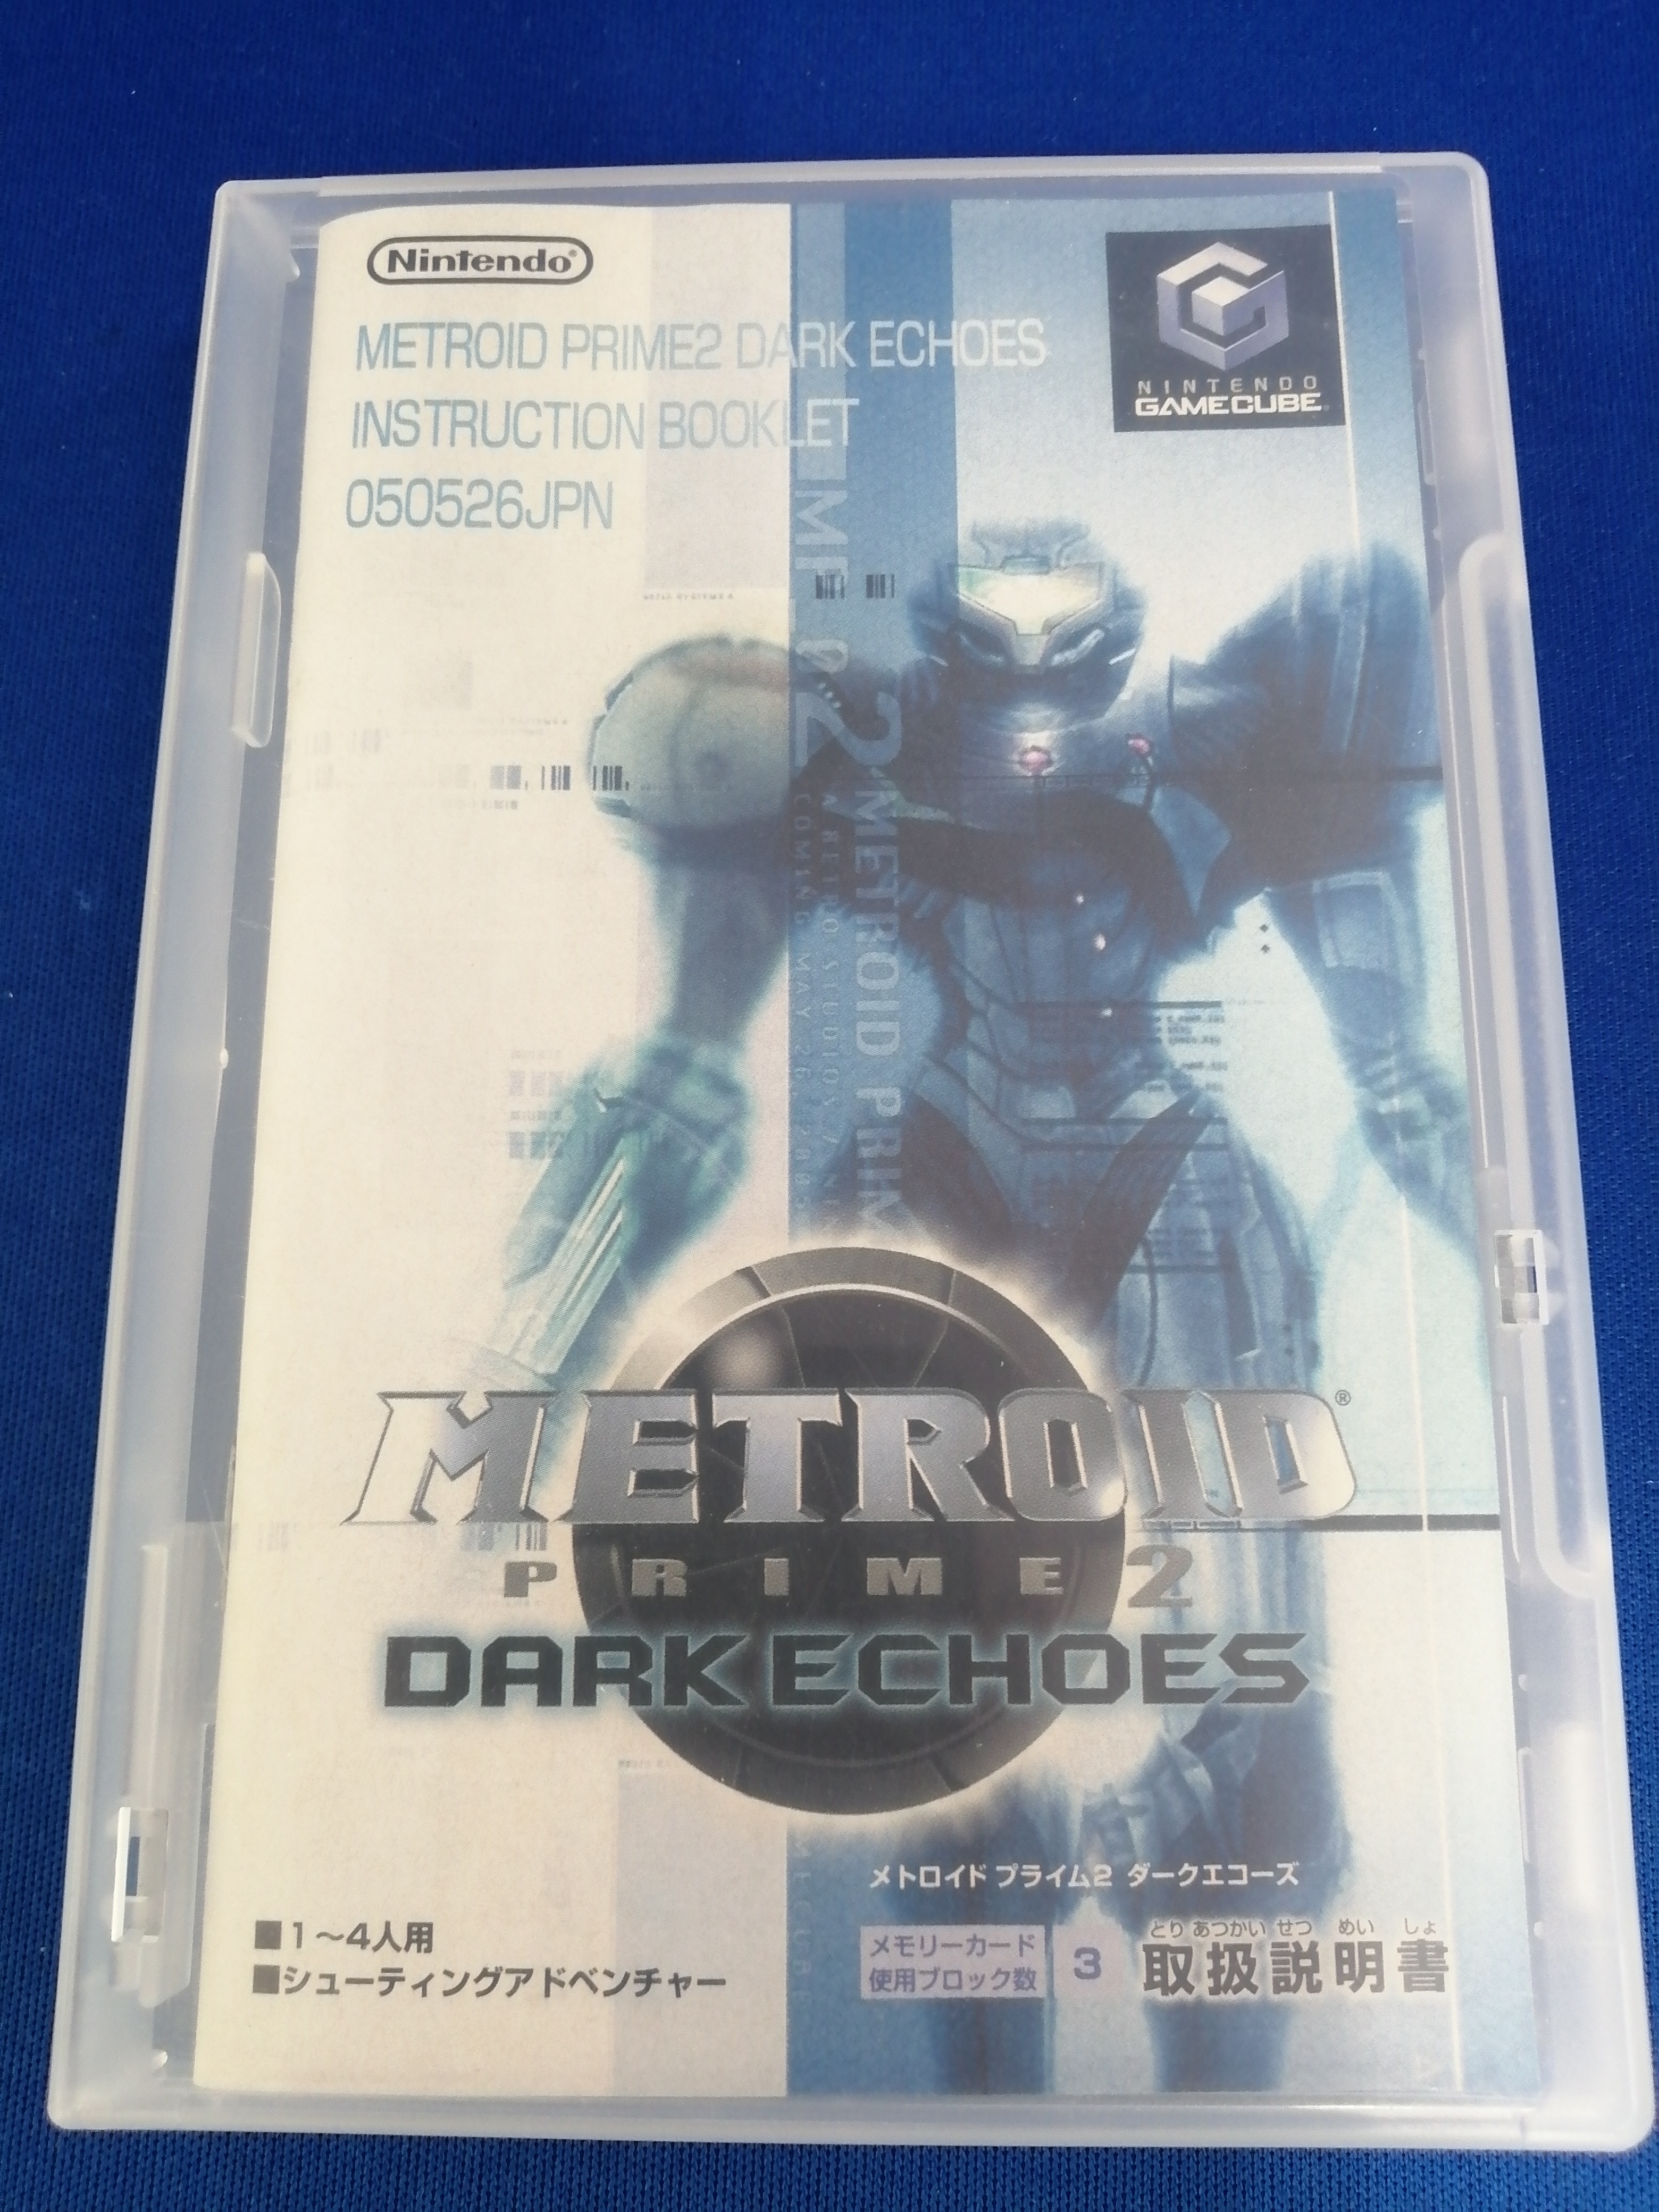 Nintendo®
METROID PRIME2 DARK ECHOES
INSTRUCTION BOOKLET
050526JPN
NINTENDO
GAMECUBE
METROID PRIM
METROID®
PRIME 2
DARK ECHOES
メトロイド プライム2 ダークエコーズ
■1〜4人用
■シューティングアドベンチャー
メモリーカード
使用ブロック数
3
とり あつかい せつ めい しょ
取扱説明書